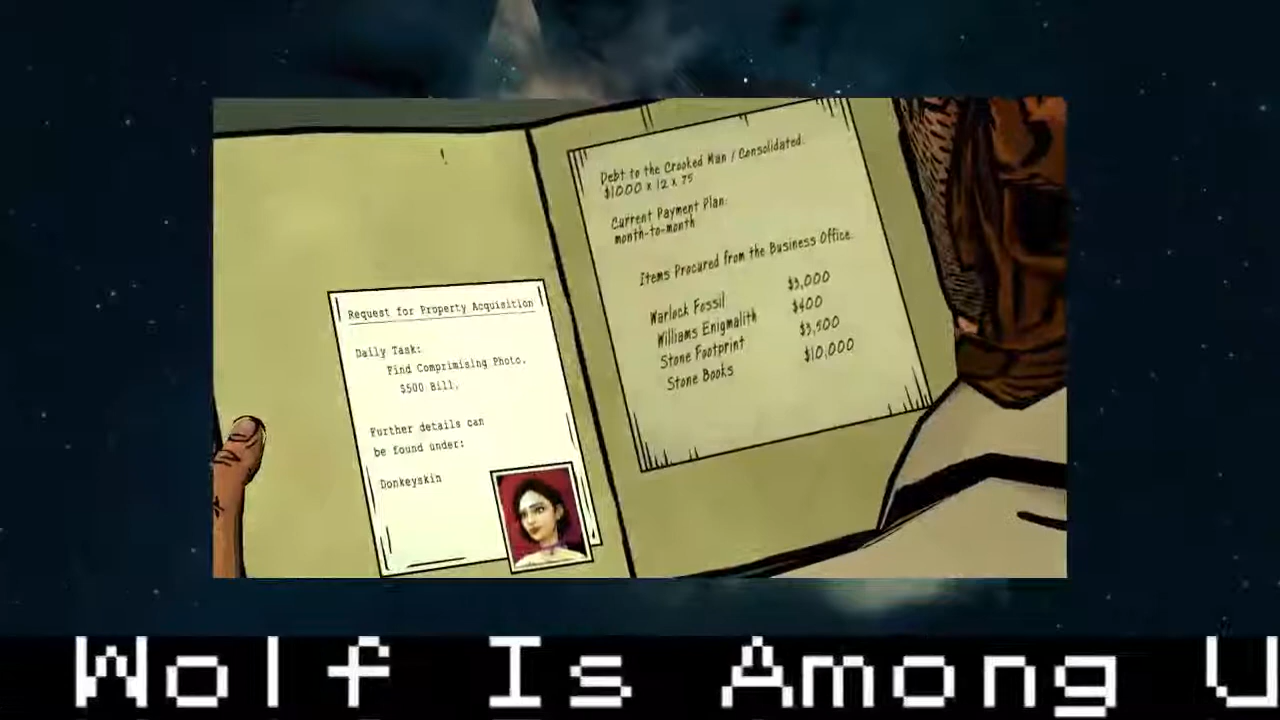 Request for Property Acquisition
Daily Task:
Find Comprimising Photo.
$500 Bill.
Further details can
be found under:
Donkeyskin
Debt to the Crooked Man / Consolidated.
$1000 x 12 x 75
Current Payment Plan:
month-to-month
Items Procured from the Business Office.
Warlock Fossil $3,000
Williams Enigmalith $400
Stone Footprint $3,500
Stone Books $10,000
Wolf Is Among U